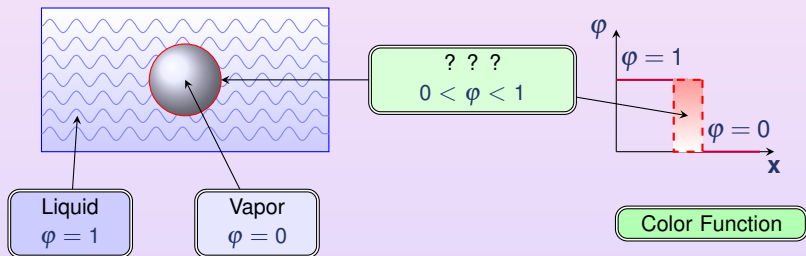 ? ? ?
0 < φ < 1
φ
φ = 1
φ = 0
x
Liquid
φ = 1
Vapor
φ = 0
Color Function